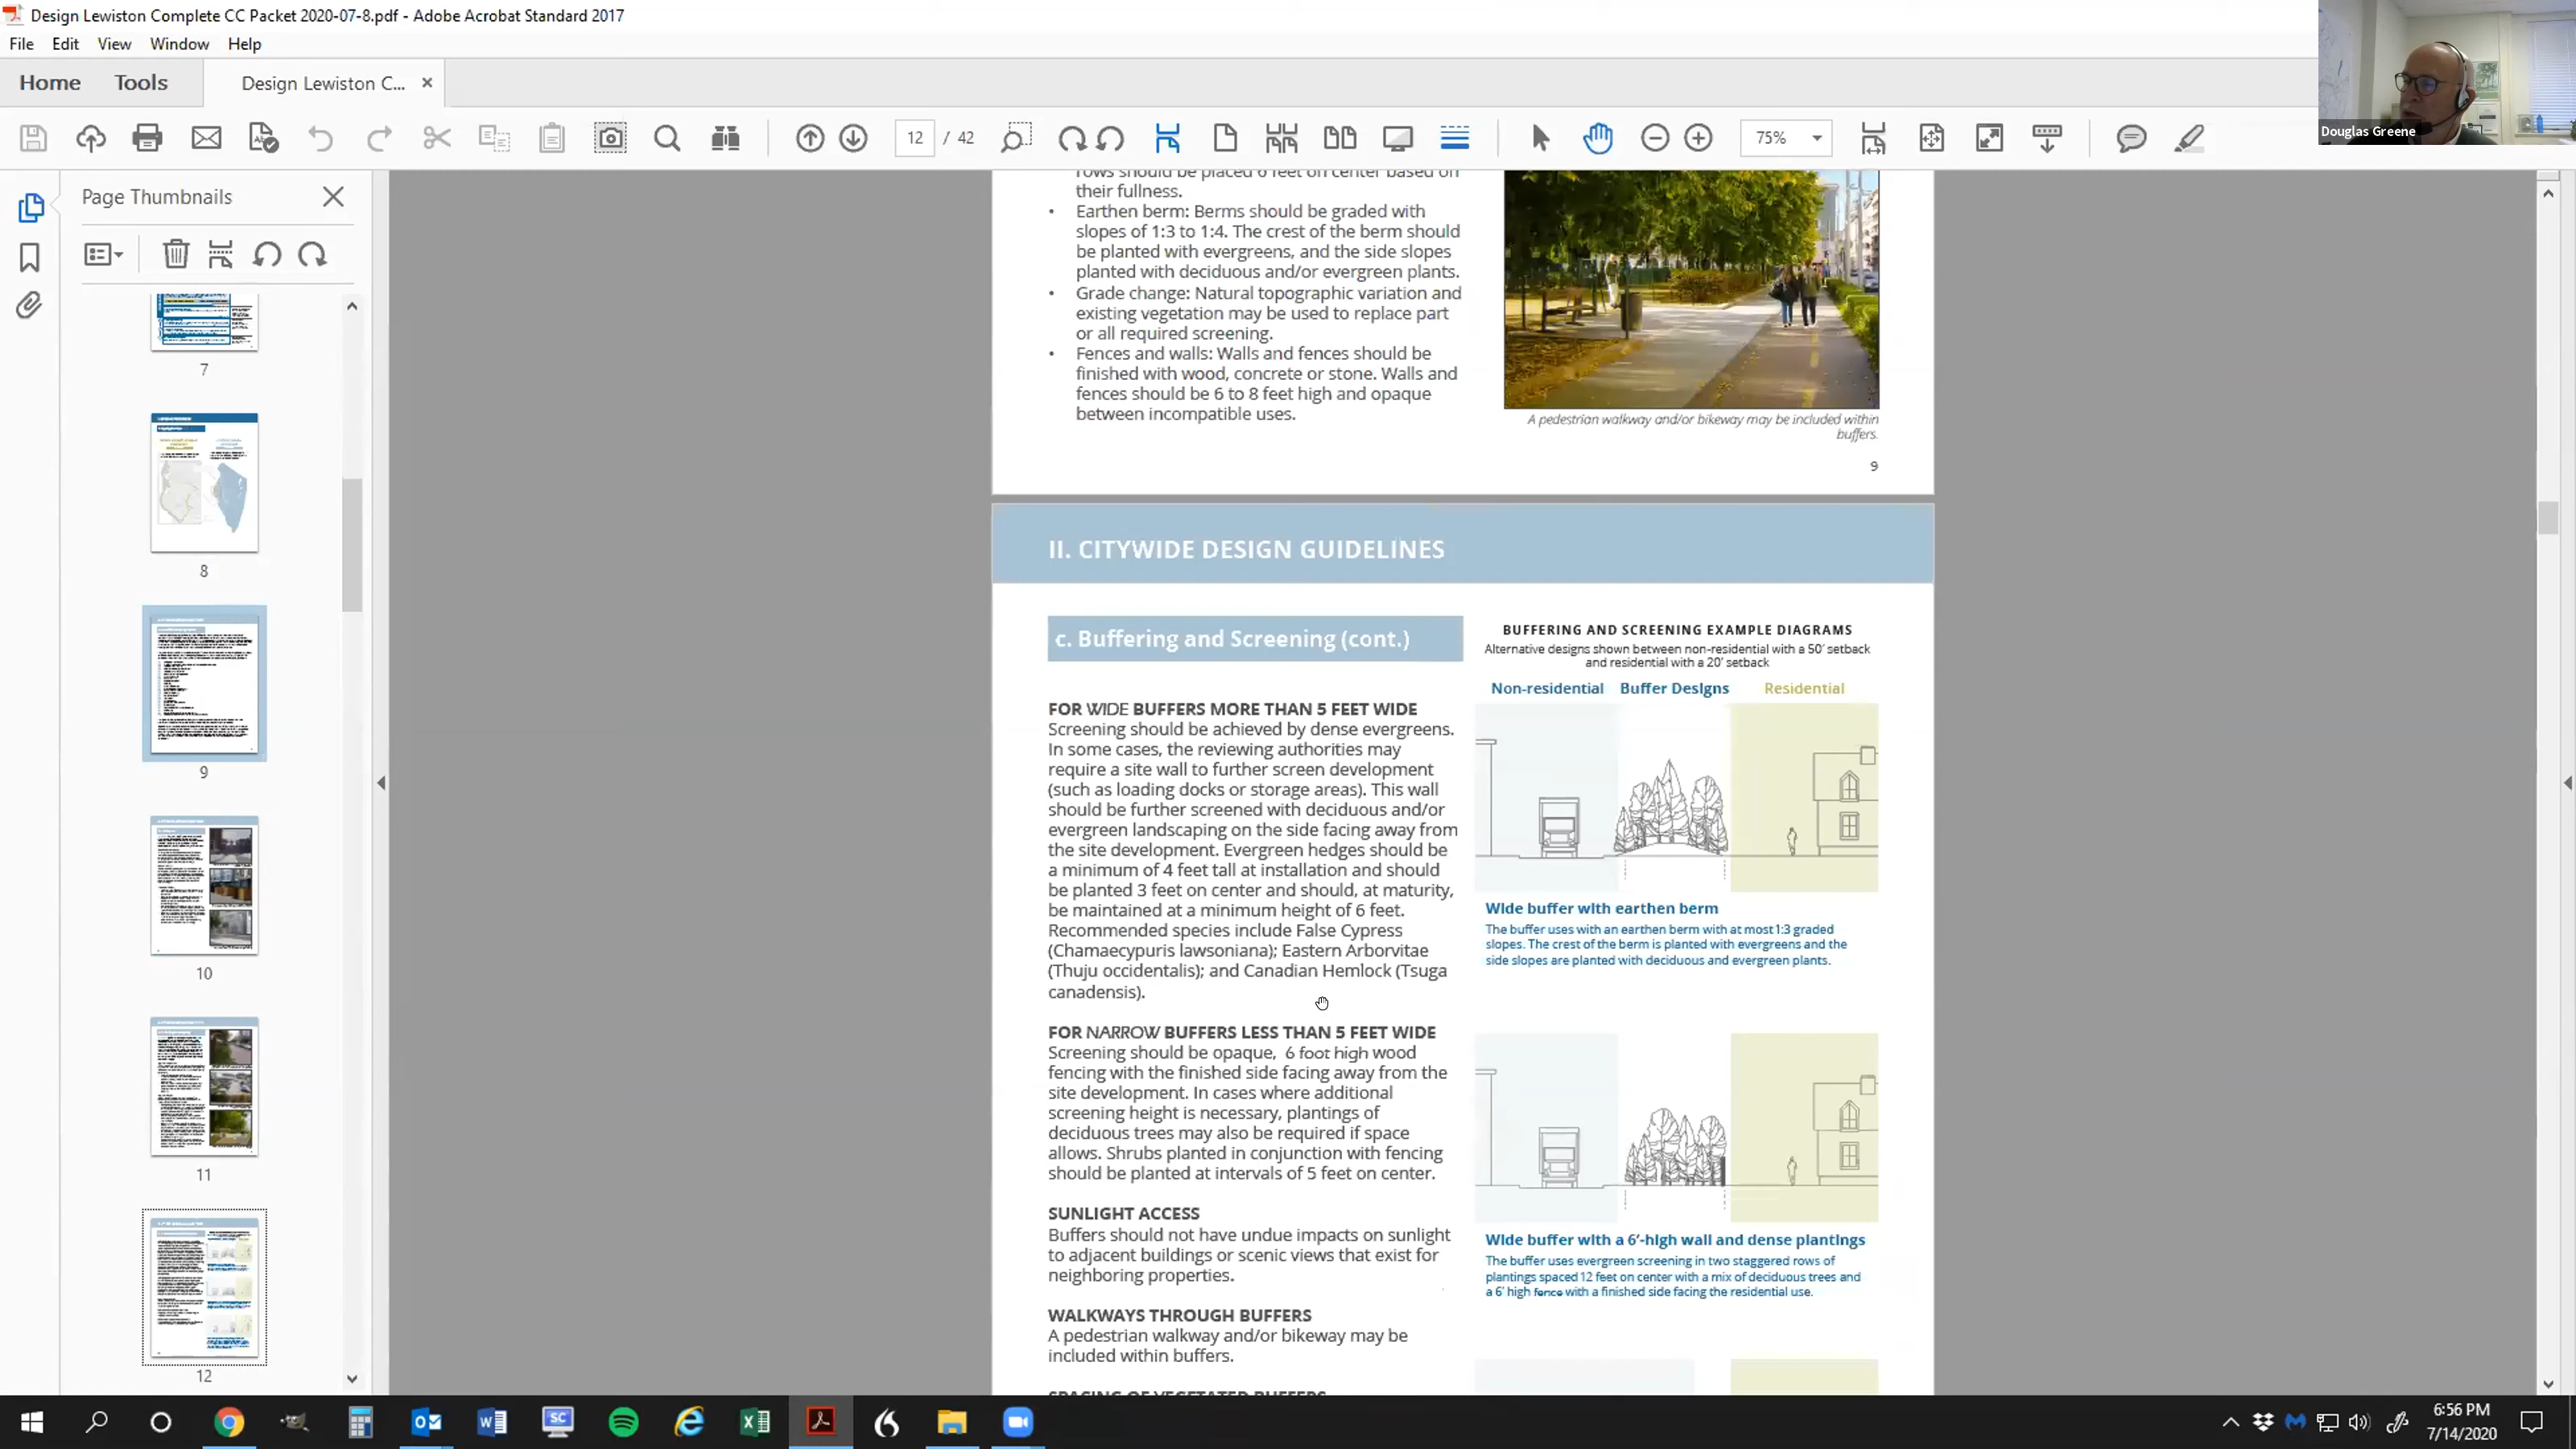 Design Lewiston Complete CC Packet 2020-07-8.pdf - Adobe Acrobat Standard 2017
File Edit View Window Help
Home Tools Design Lewiston C...
12 / 42
75%
Douglas Greene
Page Thumbnails
7
8
9
10
11
12
rows should be placed 6 feet on center based on
their fullness.
• Earthen berm: Berms should be graded with
slopes of 1:3 to 1:4. The crest of the berm should
be planted with evergreens, and the side slopes
planted with deciduous and/or evergreen plants.
• Grade change: Natural topographic variation and
existing vegetation may be used to replace part
or all required screening.
• Fences and walls: Walls and fences should be
finished with wood, concrete or stone. Walls and
fences should be 6 to 8 feet high and opaque
between incompatible uses.
A pedestrian walkway and/or bikeway may be included within
buffers.
9
II. CITYWIDE DESIGN GUIDELINES
c. Buffering and Screening (cont.)
FOR WIDE BUFFERS MORE THAN 5 FEET WIDE
Screening should be achieved by dense evergreens.
In some cases, the reviewing authorities may
require a site wall to further screen development
(such as loading docks or storage areas). This wall
should be further screened with deciduous and/or
evergreen landscaping on the side facing away from
the site development. Evergreen hedges should be
a minimum of 4 feet tall at installation and should
be planted 3 feet on center and should, at maturity,
be maintained at a minimum height of 6 feet.
Recommended species include False Cypress
(Chamaecypuris lawsoniana); Eastern Arborvitae
(Thuju occidentalis); and Canadian Hemlock (Tsuga
canadensis).
FOR NARROW BUFFERS LESS THAN 5 FEET WIDE
Screening should be opaque, 6 foot high wood
fencing with the finished side facing away from the
site development. In cases where additional
screening height is necessary, plantings of
deciduous trees may also be required if space
allows. Shrubs planted in conjunction with fencing
should be planted at intervals of 5 feet on center.
SUNLIGHT ACCESS
Buffers should not have undue impacts on sunlight
to adjacent buildings or scenic views that exist for
neighboring properties.
WALKWAYS THROUGH BUFFERS
A pedestrian walkway and/or bikeway may be
included within buffers.
SPACING OF VEGETATED BUFFERS
BUFFERING AND SCREENING EXAMPLE DIAGRAMS
Alternative designs shown between non-residential with a 50' setback
and residential with a 20' setback
Non-residential Buffer Designs Residential
Wide buffer with earthen berm
The buffer uses with an earthen berm with at most 1:3 graded
slopes. The crest of the berm is planted with evergreens and the
side slopes are planted with deciduous and evergreen plants.
Wide buffer with a 6'-high wall and dense plantings
The buffer uses evergreen screening in two staggered rows of
plantings spaced 12 feet on center with a mix of deciduous trees and
a 6' high fence with a finished side facing the residential use.
6:56 PM
7/14/2020